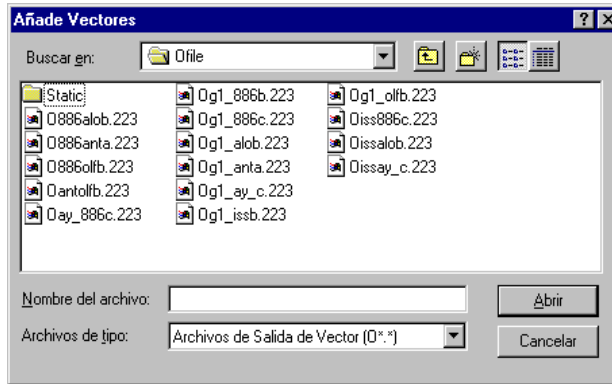 Añade Vectores
Buscar en: Ofile
Static Og1_886b.223 Og1_olfb.223
O886alob.223 Og1_886c.223 Oiss886c.223
O886anta.223 Og1_alob.223 Oissalob.223
O886olfb.223 Og1_anta.223 Oissay_c.223
Oantolfb.223 Og1_ay_c.223
Oay_886c.223 Og1_issb.223
Nombre del archivo: Abrir
Archivos de tipo: Archivos de Salida de Vector (O*.*) Cancelar